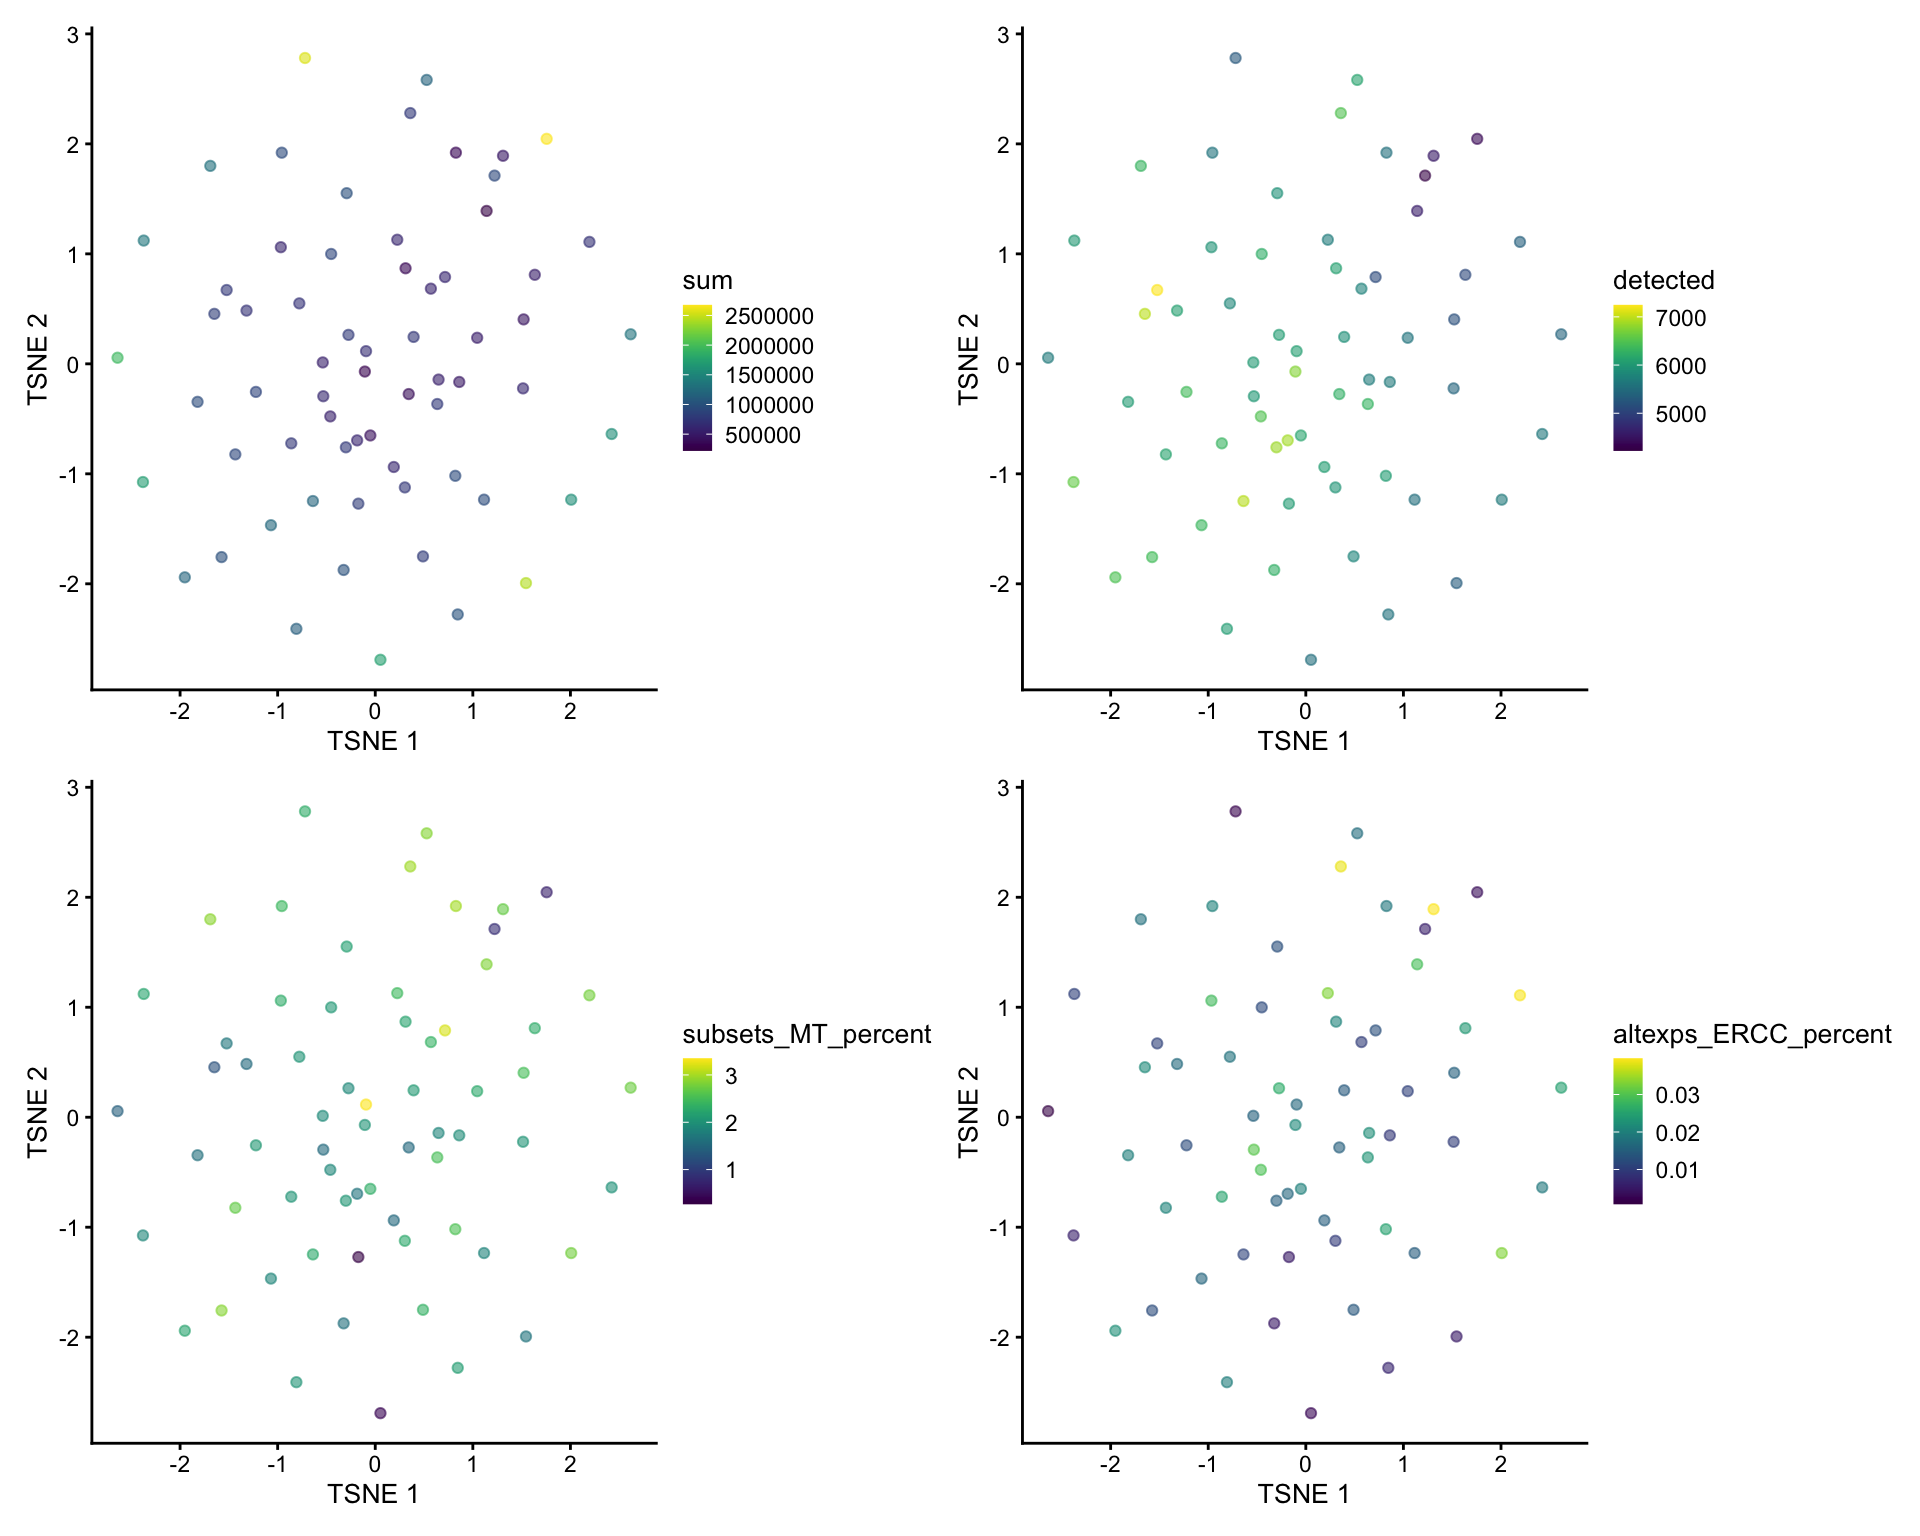 3
2
1
0
-1
-2
-2 -1 0 1 2
TSNE 1
TSNE 2
sum
2500000
2000000
1500000
1000000
500000
3
2
1
0
-1
-2
-2 -1 0 1 2
TSNE 1
TSNE 2
detected
7000
6000
5000
3
2
1
0
-1
-2
-2 -1 0 1 2
TSNE 1
TSNE 2
subsets_MT_percent
3
2
1
3
2
1
0
-1
-2
-2 -1 0 1 2
TSNE 1
TSNE 2
altexps_ERCC_percent
0.03
0.02
0.01